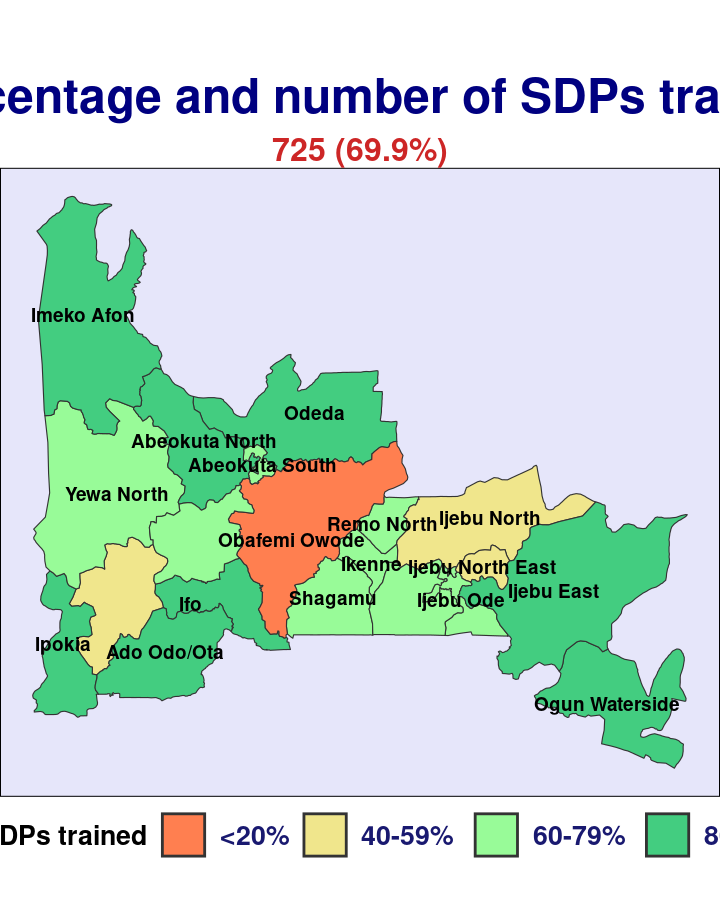 centage and number of SDPs tra
725 (69.9%)
Imeko Afon
Odeda
Abeokuta North
Abeokuta South
Yewa North
Ijebu North
Remo North
Obafemi Owode
Ikenne
Ijebu North East
Ijebu East
Shagamu
Ijebu Ode
Ifo
Ipokia
Ado Odo/Ota
Ogun Waterside
DPs trained <20% 40-59% 60-79% 8